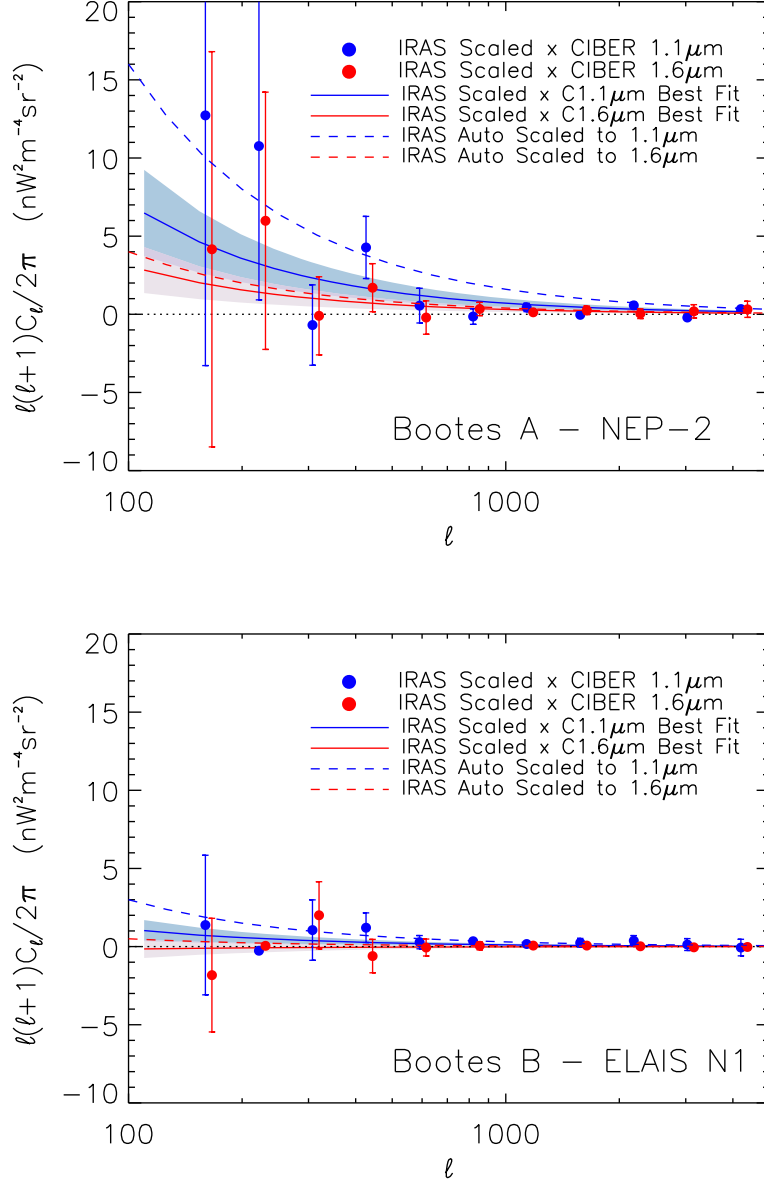 20
15
10
5
0
−5
−10
ℓ(ℓ+1)Cℓ/2π (nW²m⁻⁴sr⁻²)
IRAS Scaled x CIBER 1.1μm
IRAS Scaled x CIBER 1.6μm
IRAS Scaled x C1.1μm Best Fit
IRAS Scaled x C1.6μm Best Fit
IRAS Auto Scaled to 1.1μm
IRAS Auto Scaled to 1.6μm
Bootes A − NEP−2
100
1000
ℓ
20
15
10
5
0
−5
−10
ℓ(ℓ+1)Cℓ/2π (nW²m⁻⁴sr⁻²)
IRAS Scaled x CIBER 1.1μm
IRAS Scaled x CIBER 1.6μm
IRAS Scaled x C1.1μm Best Fit
IRAS Scaled x C1.6μm Best Fit
IRAS Auto Scaled to 1.1μm
IRAS Auto Scaled to 1.6μm
Bootes B − ELAIS N1
100
1000
ℓ